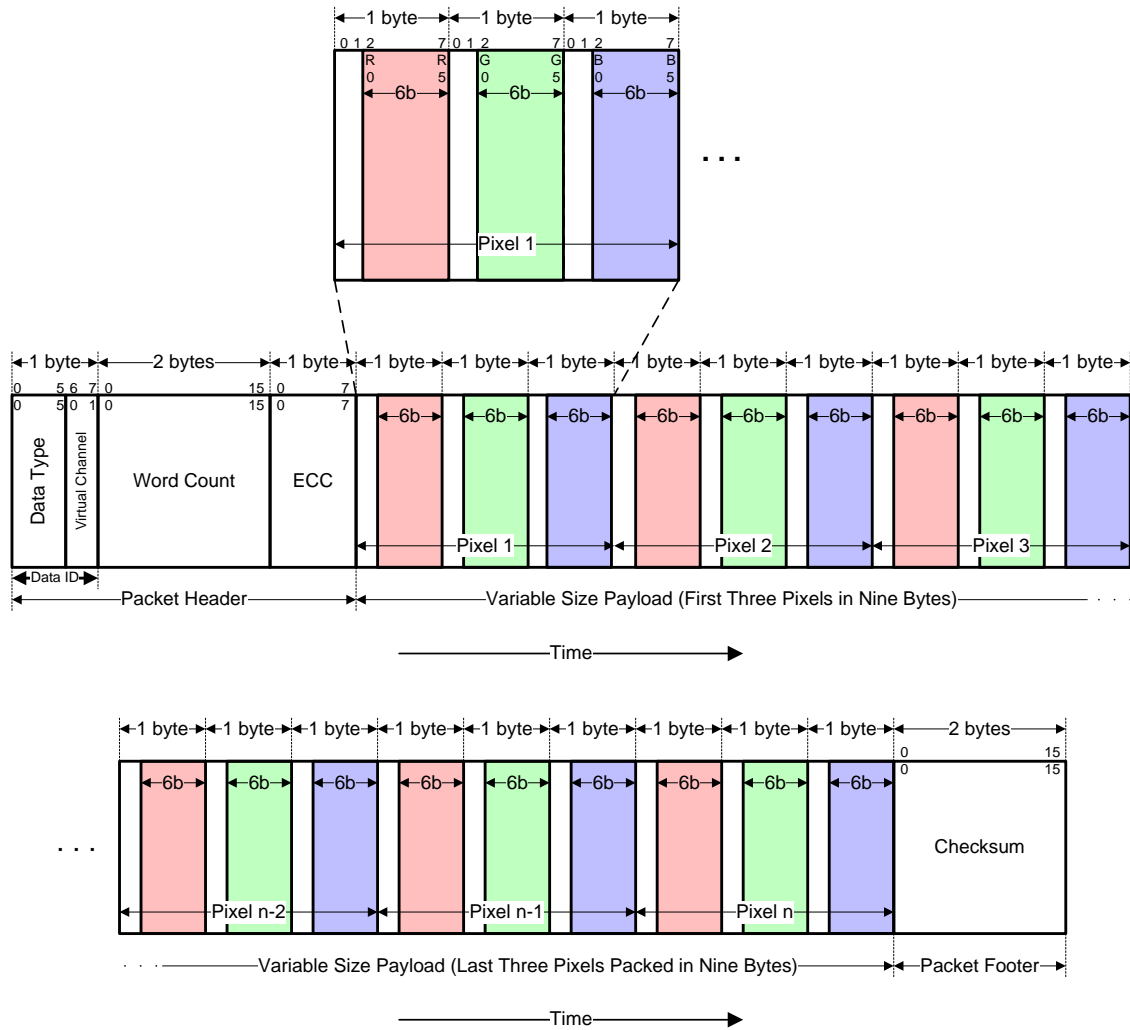 1 byte 1 byte 1 byte
0 1 2 7 0 1 2 7 0 1 2 7
R R G G B B
0 5 0 5 0 5
6b 6b 6b
. . .
Pixel 1
1 byte 2 bytes 1 byte 1 byte 1 byte 1 byte 1 byte 1 byte 1 byte 1 byte 1 byte 1 byte
0 5 6 7 0 15 0 7
0 5 0 1 0 15 0 7
6b 6b 6b 6b 6b 6b 6b 6b 6b
Data Type
Virtual Channel
Word Count
ECC
Pixel 1 Pixel 2 Pixel 3
Data ID
Packet Header Variable Size Payload (First Three Pixels in Nine Bytes) . . .
Time
1 byte 1 byte 1 byte 1 byte 1 byte 1 byte 1 byte 1 byte 1 byte 2 bytes
0 15
0 15
6b 6b 6b 6b 6b 6b 6b 6b 6b
. . .
Checksum
Pixel n-2 Pixel n-1 Pixel n
. . . Variable Size Payload (Last Three Pixels Packed in Nine Bytes) Packet Footer
Time